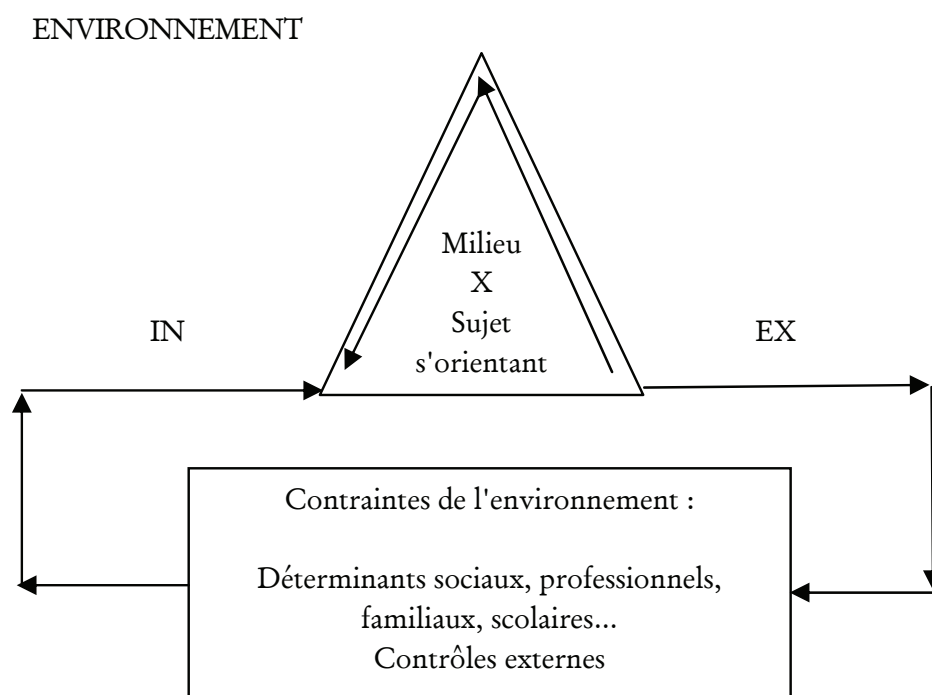 ENVIRONNEMENT
Milieu
X
Sujet
s'orientant
IN
EX
Contraintes de l'environnement :
Déterminants sociaux, professionnels,
familiaux, scolaires...
Contrôles externes